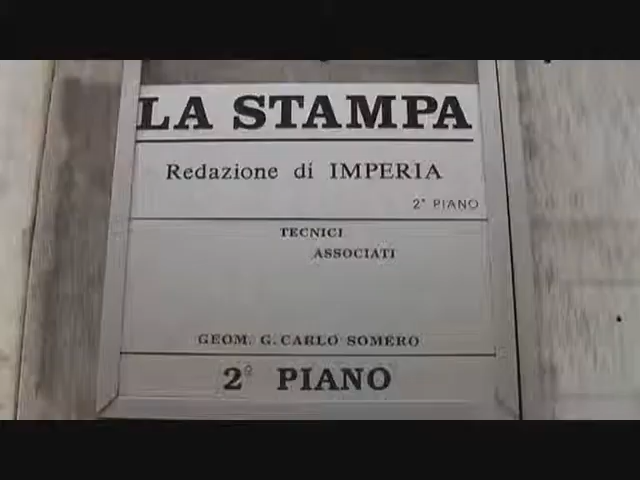 LA STAMPA
Redazione di IMPERIA
2° PIANO
TECNICI
ASSOCIATI
GEOM. G. CARLO SOMERO
2° PIANO